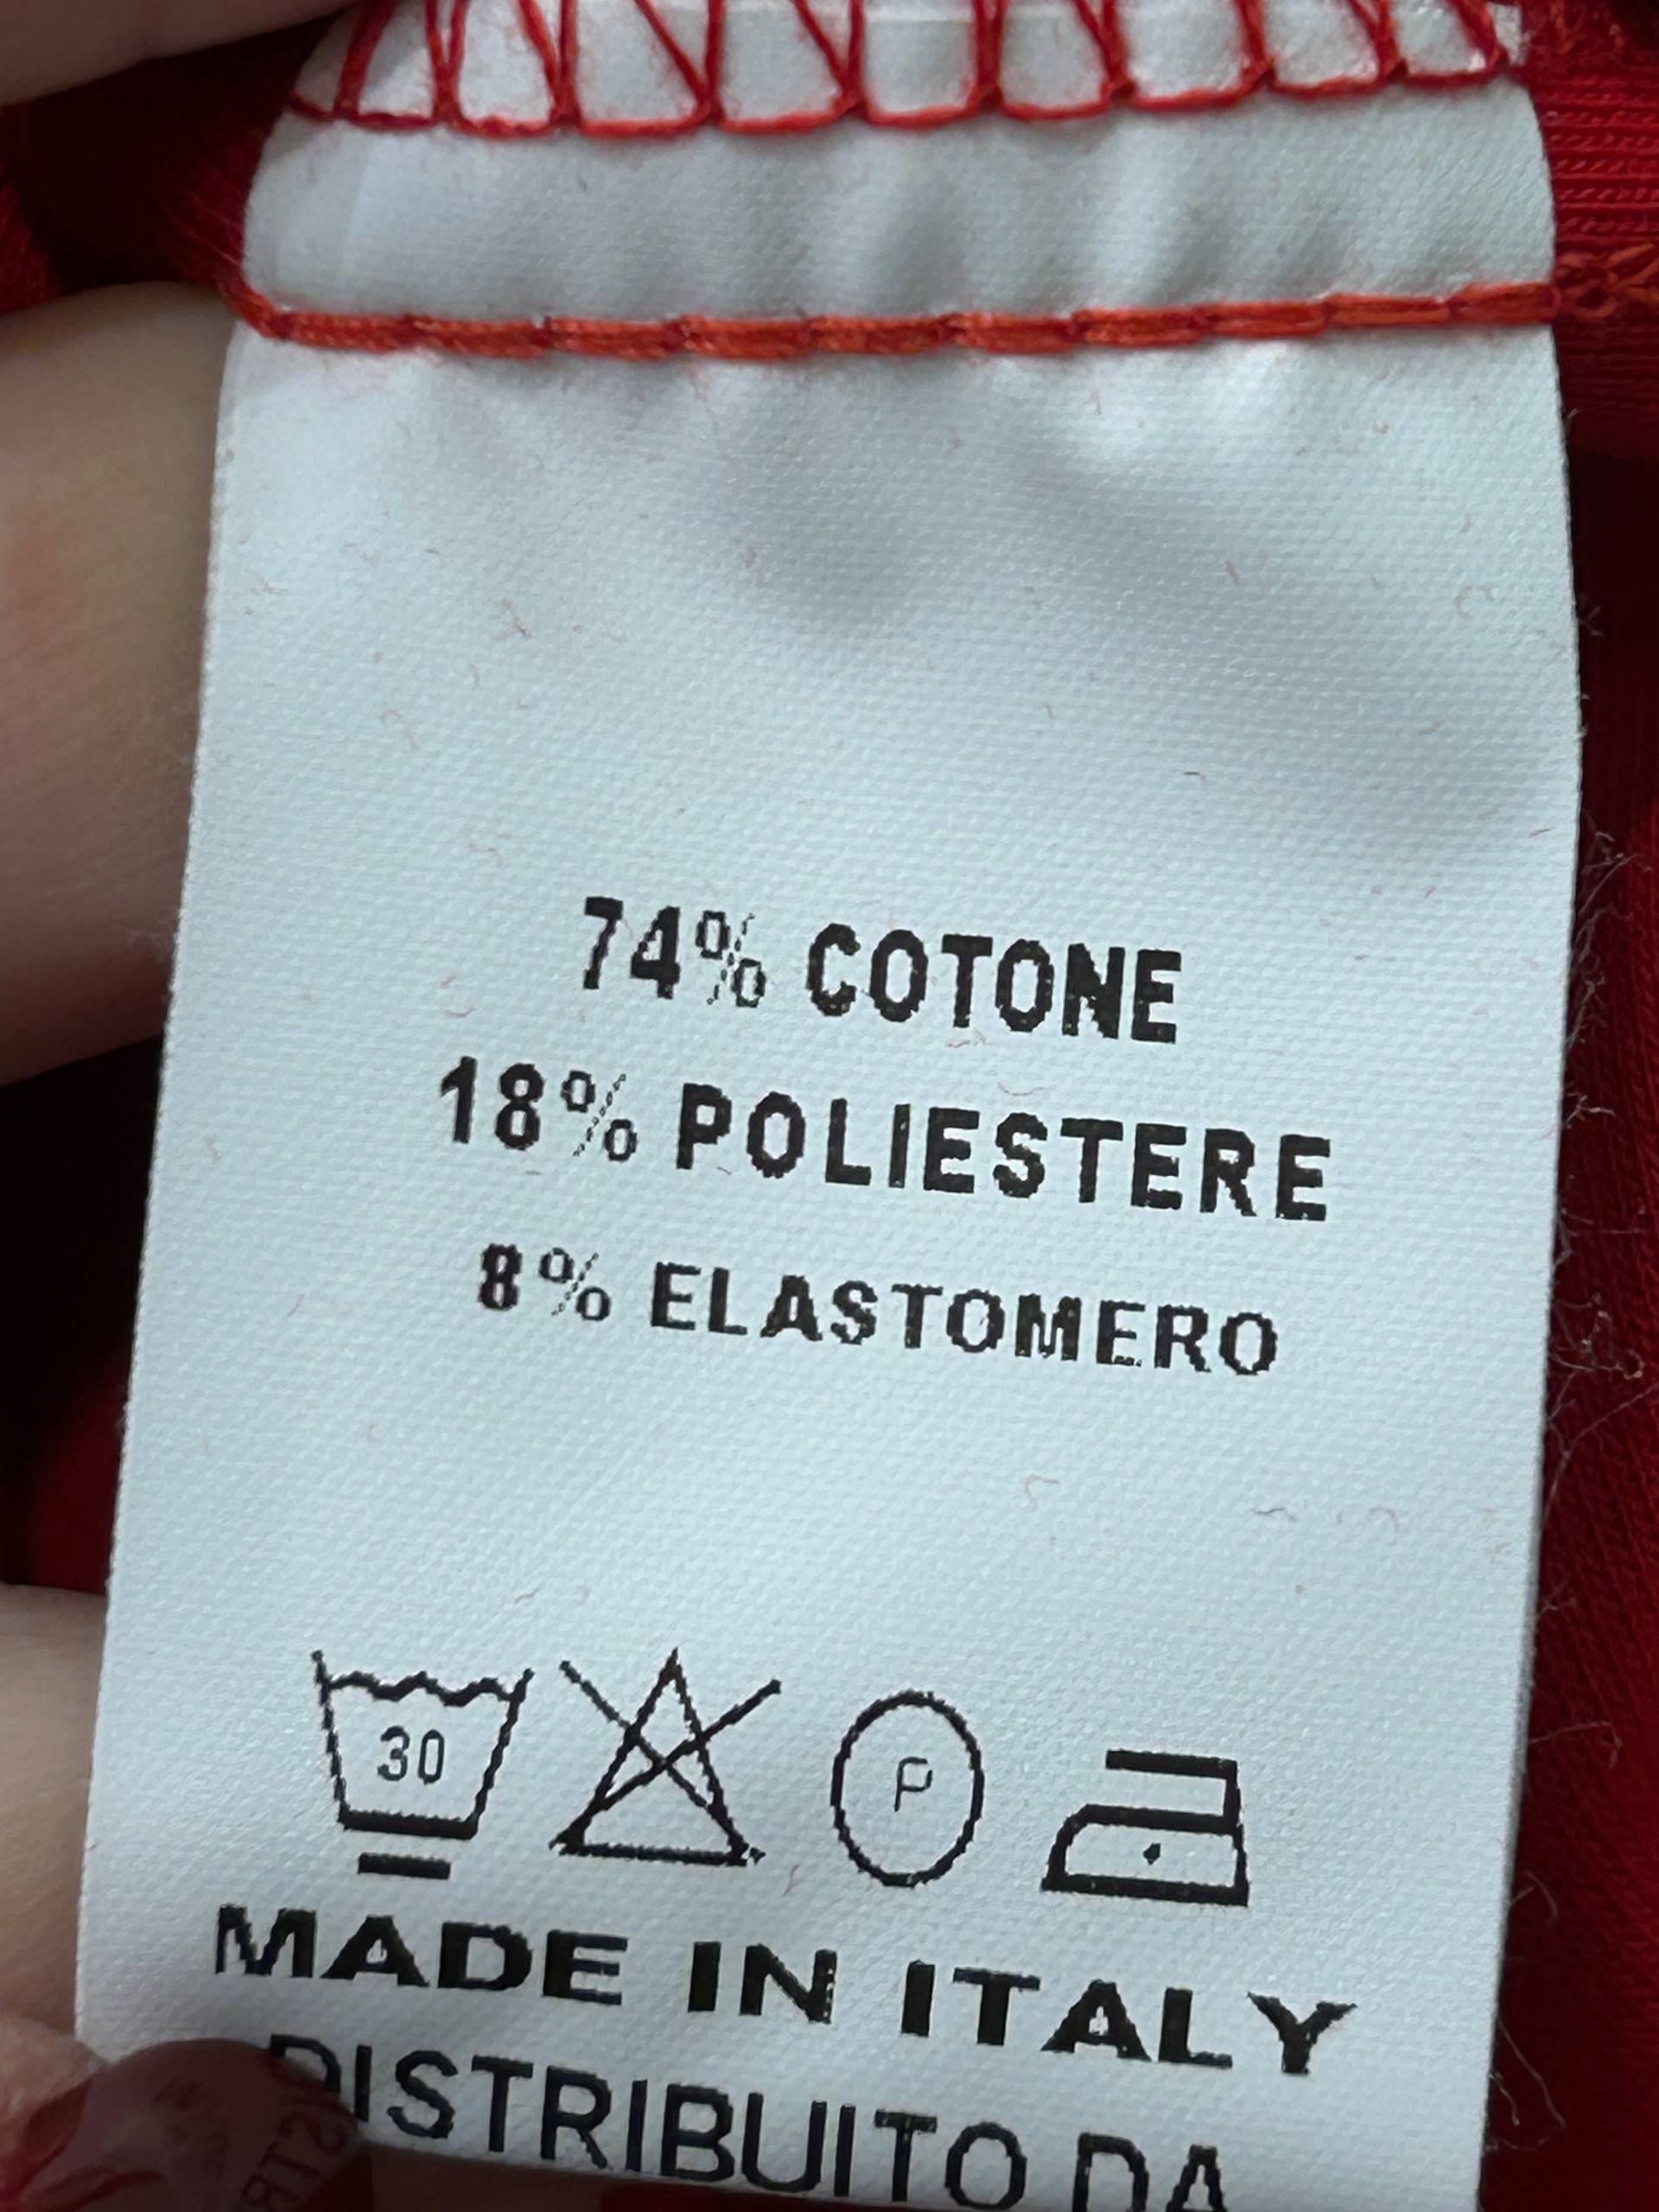 74% COTONE
18% POLIESTERE
8% ELASTOMERO
30 P
MADE IN ITALY
DISTRIBUITO DA